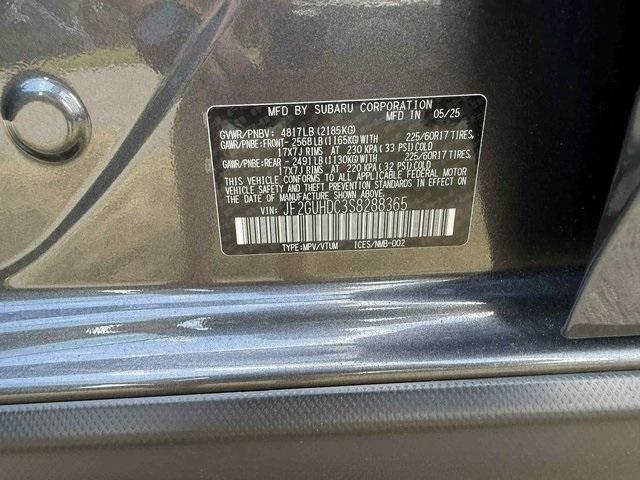 MFD BY SUBARU CORPORATION
MFD IN 05/25
GVWR/PNBV: 4817LB (2185KG)
GAWR/PNBE:FRONT- 2568LB(1165KG)WITH 225/60R17 TIRES,
17X7J RIMS AT 230 KPA (33 PSI)COLD
GAWR/PNBE:REAR - 2491LB(1130KG)WITH 225/60R17 TIRES,
17X7J RIMS AT 220 KPA (32 PSI)COLD
THIS VEHICLE CONFORMS TO ALL APPLICABLE FEDERAL MOTOR
VEHICLE SAFETY AND THEFT PREVENTION STANDARDS IN EFFECT ON
THE DATE OF MANUFACTURE SHOWN ABOVE.
VIN: JF2GUHDC3S8288365
TYPE:MPV/VTUM ICES/NMB-002